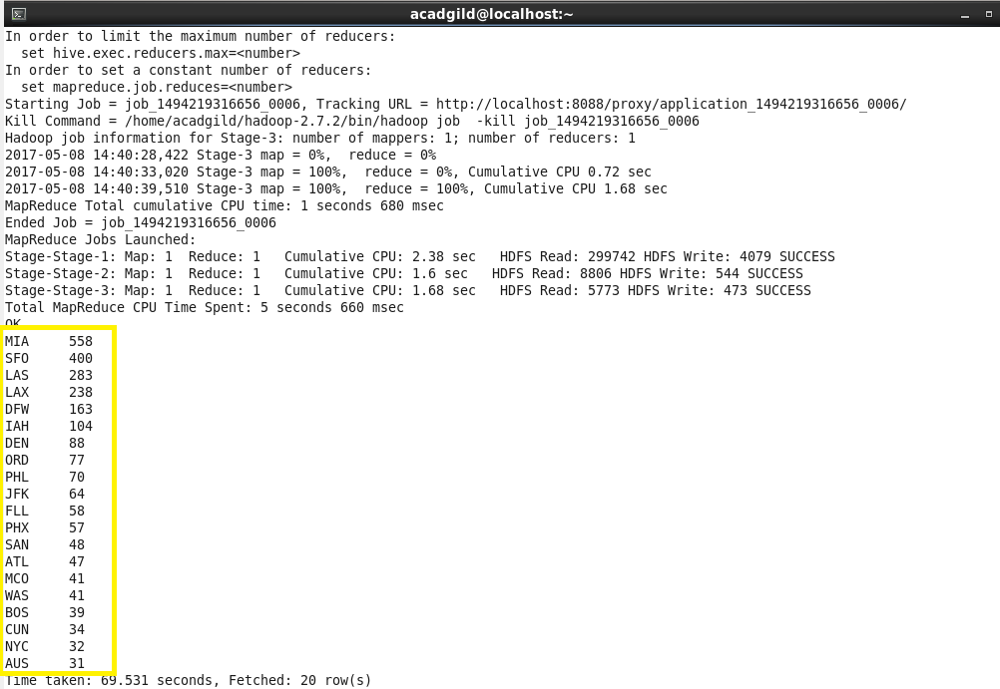 acadgild@localhost:~
In order to limit the maximum number of reducers:
  set hive.exec.reducers.max=<number>
In order to set a constant number of reducers:
  set mapreduce.job.reduces=<number>
Starting Job = job_1494219316656_0006, Tracking URL = http://localhost:8088/proxy/application_1494219316656_0006/
Kill Command = /home/acadgild/hadoop-2.7.2/bin/hadoop job  -kill job_1494219316656_0006
Hadoop job information for Stage-3: number of mappers: 1; number of reducers: 1
2017-05-08 14:40:28,422 Stage-3 map = 0%,  reduce = 0%
2017-05-08 14:40:33,020 Stage-3 map = 100%,  reduce = 0%, Cumulative CPU 0.72 sec
2017-05-08 14:40:39,510 Stage-3 map = 100%,  reduce = 100%, Cumulative CPU 1.68 sec
MapReduce Total cumulative CPU time: 1 seconds 680 msec
Ended Job = job_1494219316656_0006
MapReduce Jobs Launched:
Stage-Stage-1: Map: 1  Reduce: 1   Cumulative CPU: 2.38 sec   HDFS Read: 299742 HDFS Write: 4079 SUCCESS
Stage-Stage-2: Map: 1  Reduce: 1   Cumulative CPU: 1.6 sec   HDFS Read: 8806 HDFS Write: 544 SUCCESS
Stage-Stage-3: Map: 1  Reduce: 1   Cumulative CPU: 1.68 sec   HDFS Read: 5773 HDFS Write: 473 SUCCESS
Total MapReduce CPU Time Spent: 5 seconds 660 msec
OK
MIA     558
SFO     400
LAS     283
LAX     238
DFW     163
IAH     104
DEN     88
ORD     77
PHL     70
JFK     64
FLL     58
PHX     57
SAN     48
ATL     47
MCO     41
WAS     41
BOS     39
CUN     34
NYC     32
AUS     31
Time taken: 69.531 seconds, Fetched: 20 row(s)